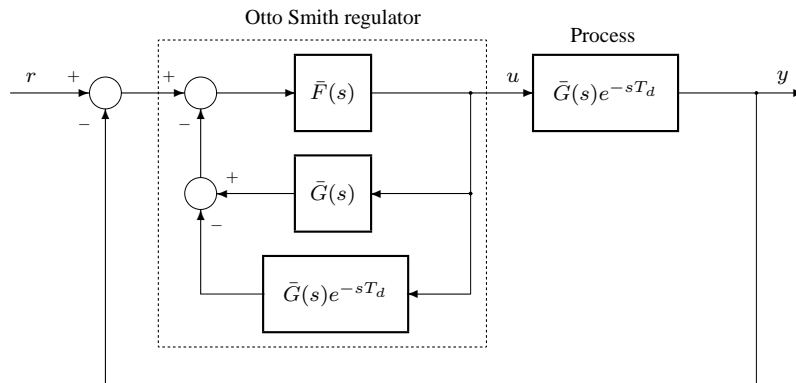 Otto Smith regulator
Process
r
+
−
+
−
F̄(s)
u
Ḡ(s)e^{−sT_d}
y
+
−
Ḡ(s)
Ḡ(s)e^{−sT_d}